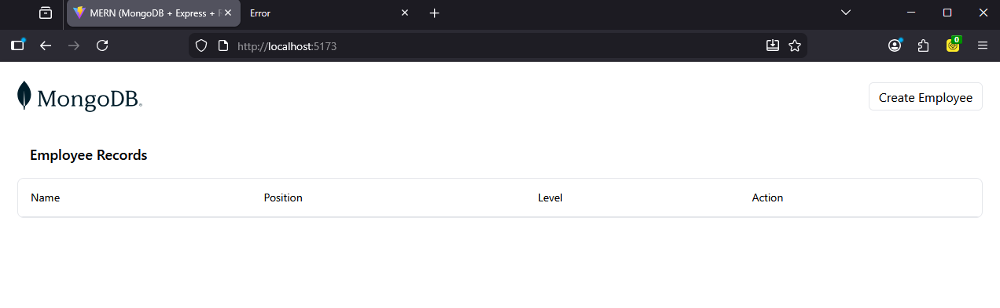 MERN (MongoDB + Express + R
Error
http://localhost:5173
0
MongoDB®
Create Employee
Employee Records
Name Position Level Action